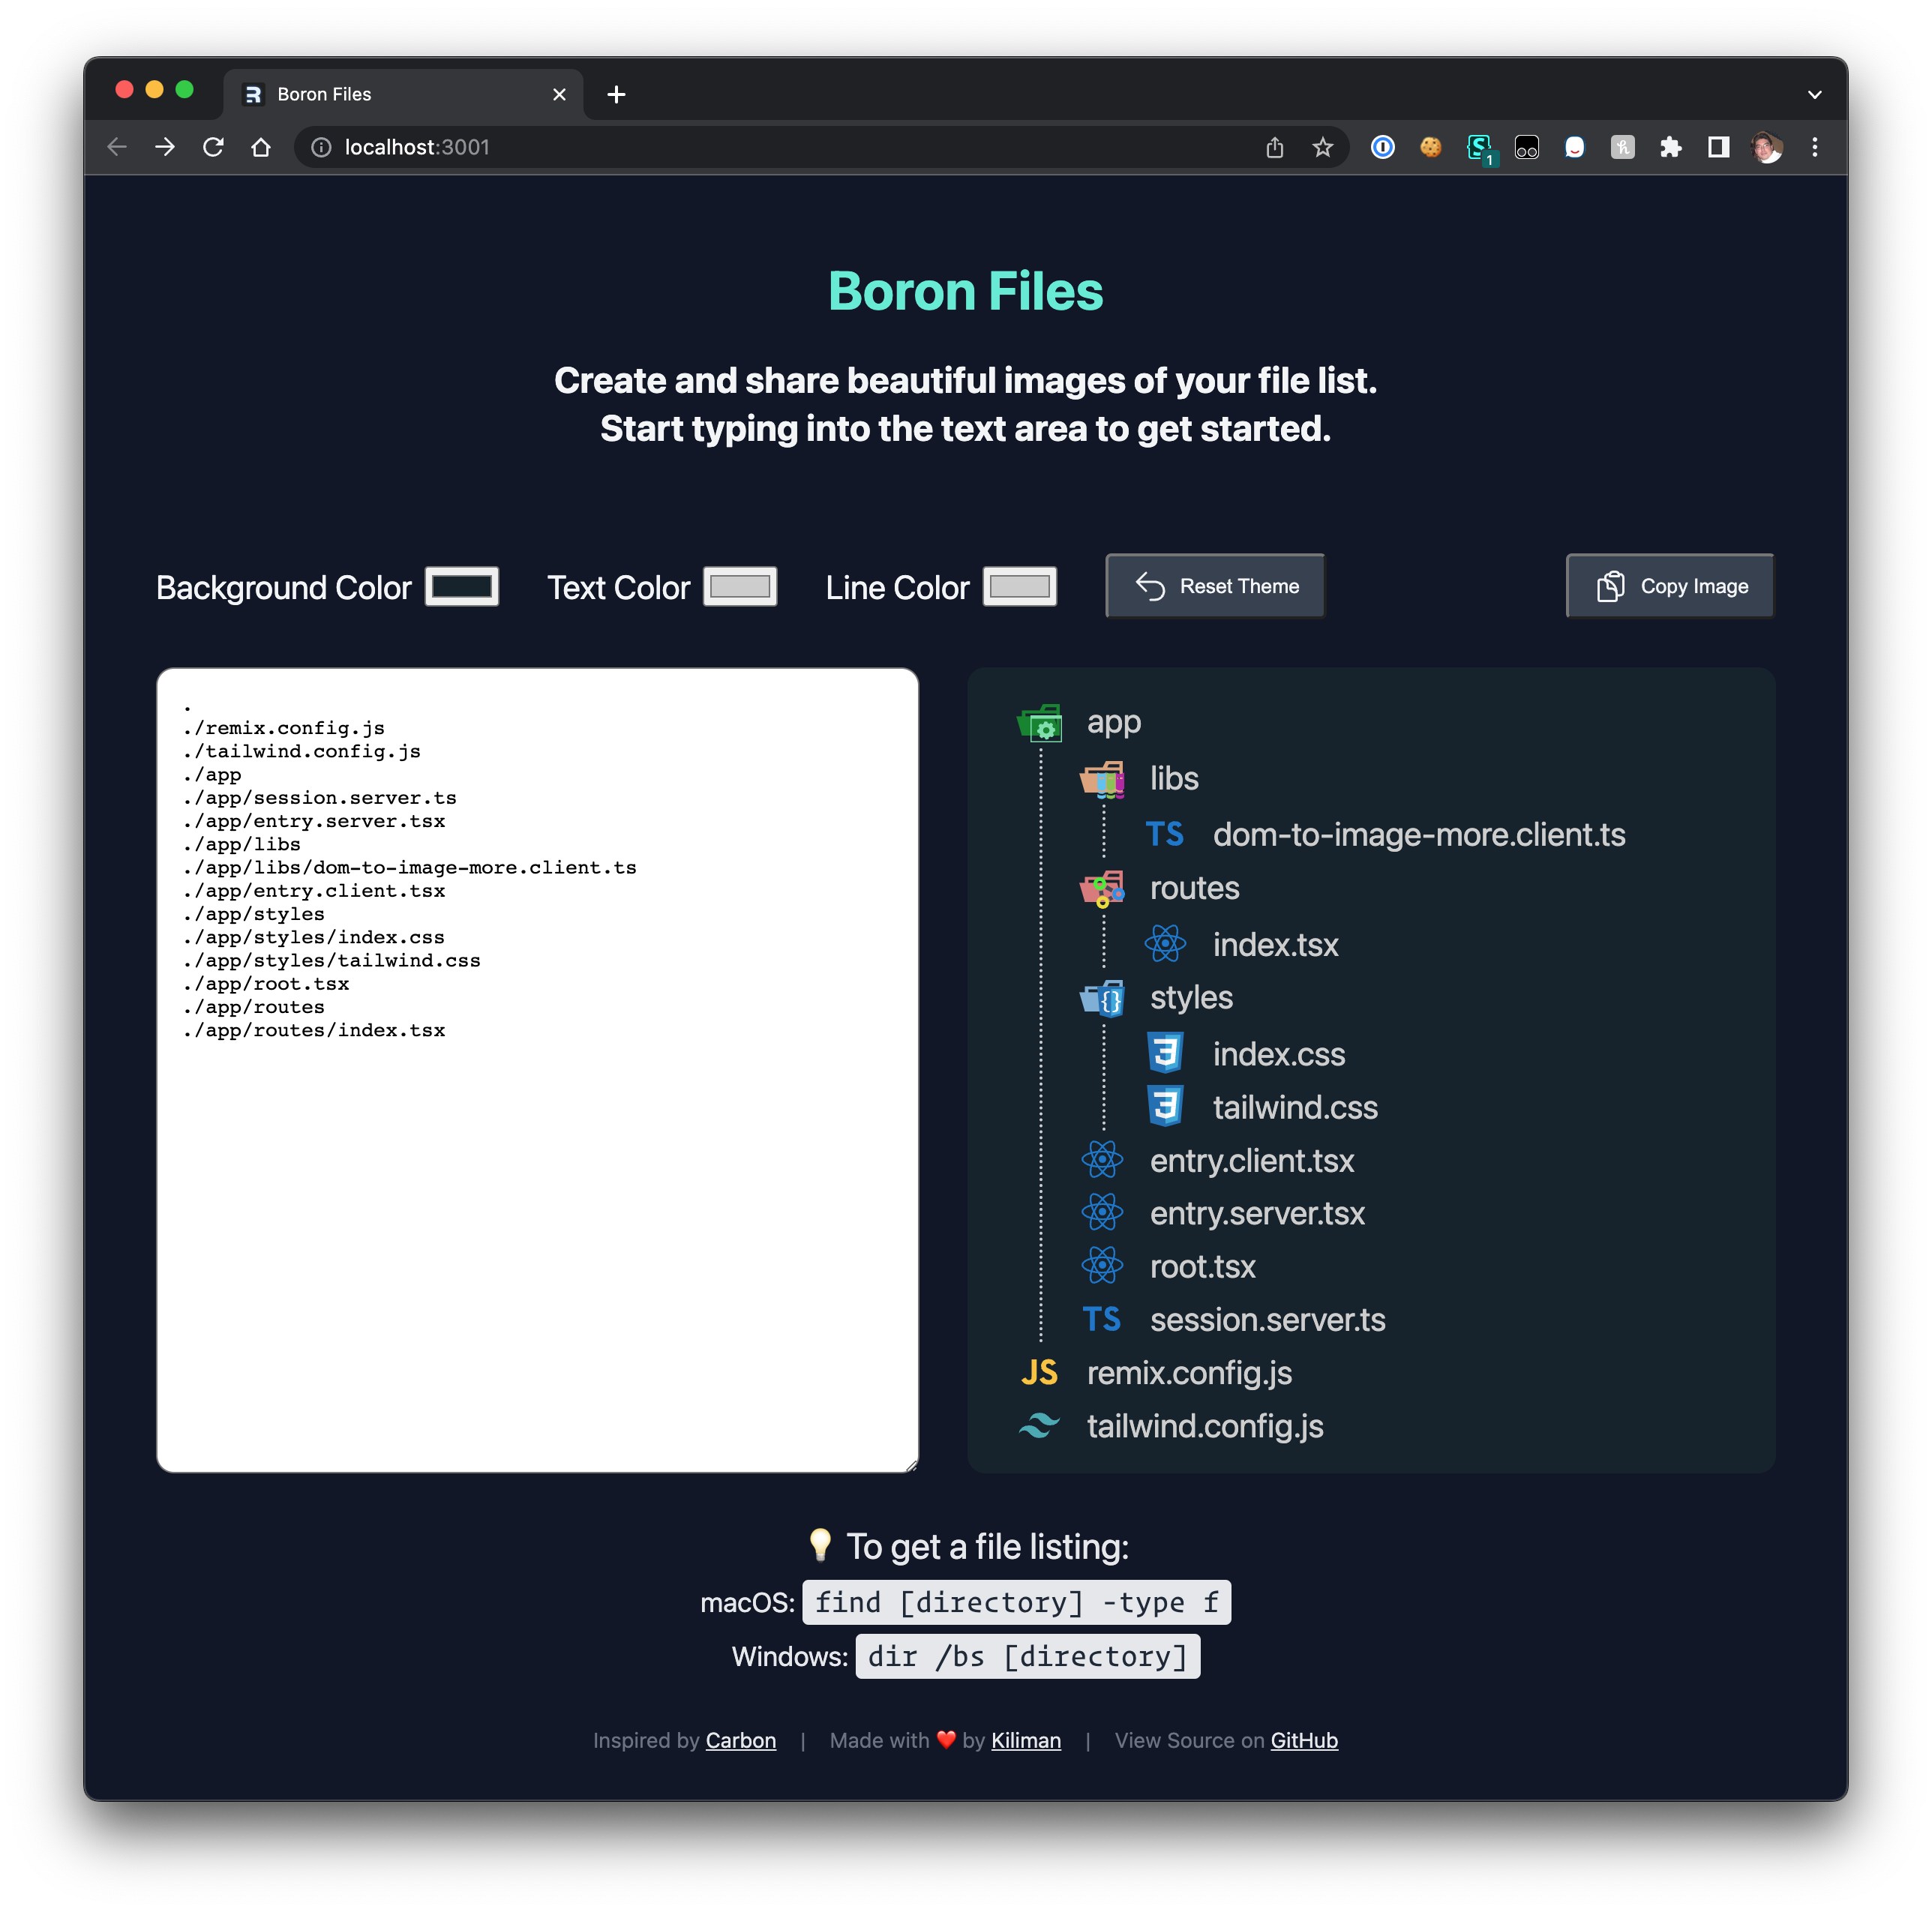 Boron Files
localhost:3001
1
Boron Files
Create and share beautiful images of your file list.
Start typing into the text area to get started.
Background Color
Text Color
Line Color
Reset Theme
Copy Image
.
./remix.config.js
./tailwind.config.js
./app
./app/session.server.ts
./app/entry.server.tsx
./app/libs
./app/libs/dom-to-image-more.client.ts
./app/entry.client.tsx
./app/styles
./app/styles/index.css
./app/styles/tailwind.css
./app/root.tsx
./app/routes
./app/routes/index.tsx
app
libs
TS dom-to-image-more.client.ts
routes
index.tsx
styles
index.css
tailwind.css
entry.client.tsx
entry.server.tsx
root.tsx
TS session.server.ts
JS remix.config.js
tailwind.config.js
💡 To get a file listing:
macOS: find [directory] -type f
Windows: dir /bs [directory]
Inspired by Carbon | Made with ❤️ by Kiliman | View Source on GitHub